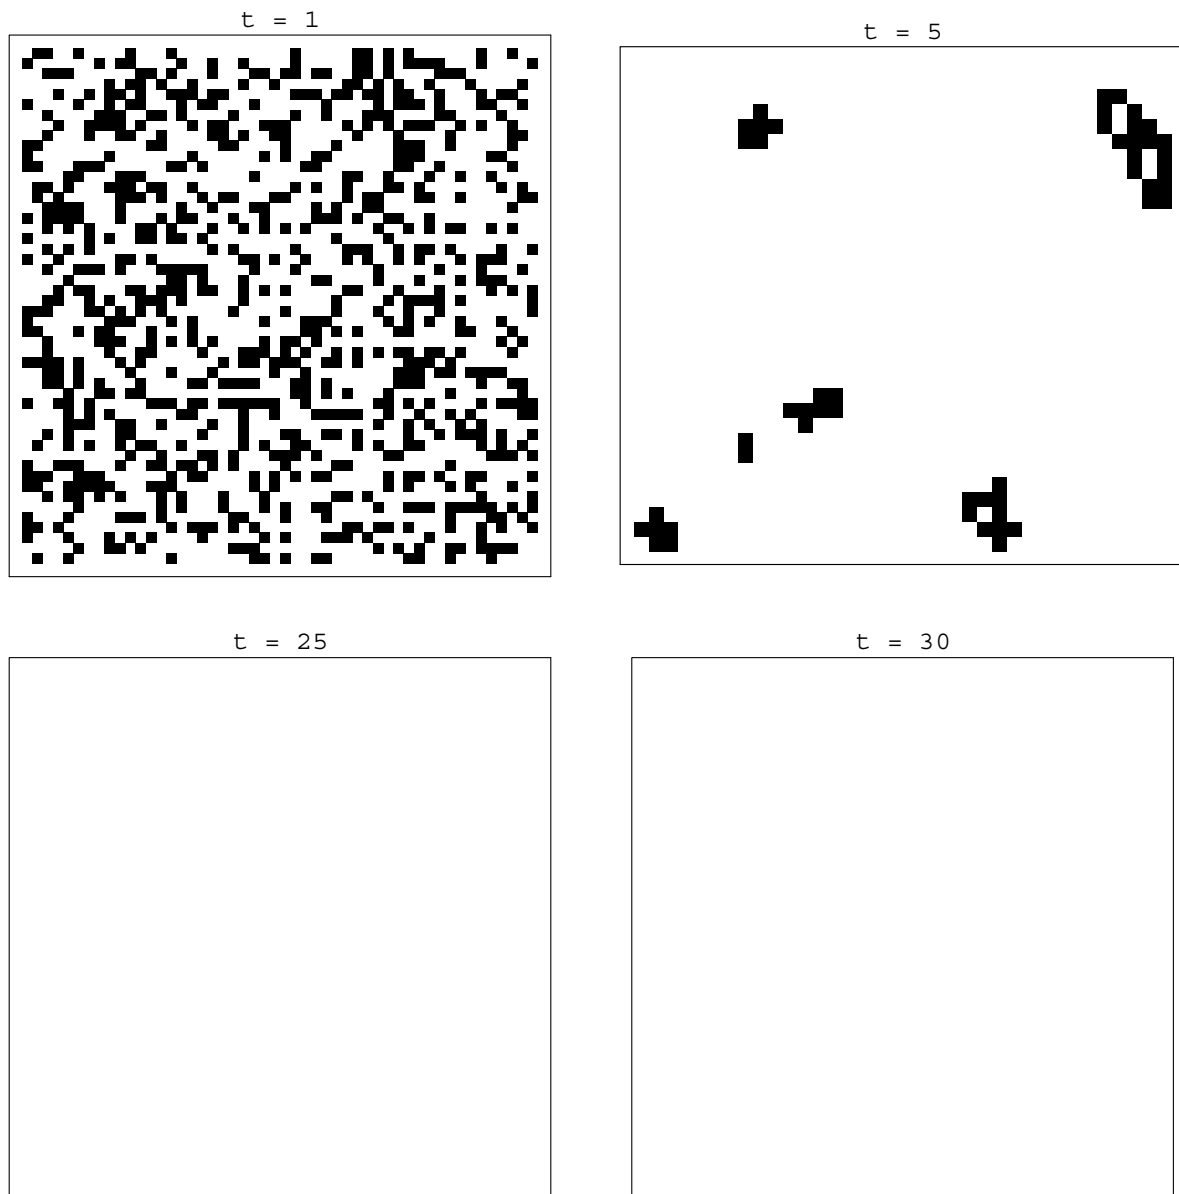 t = 1
t = 5
t = 25
t = 30